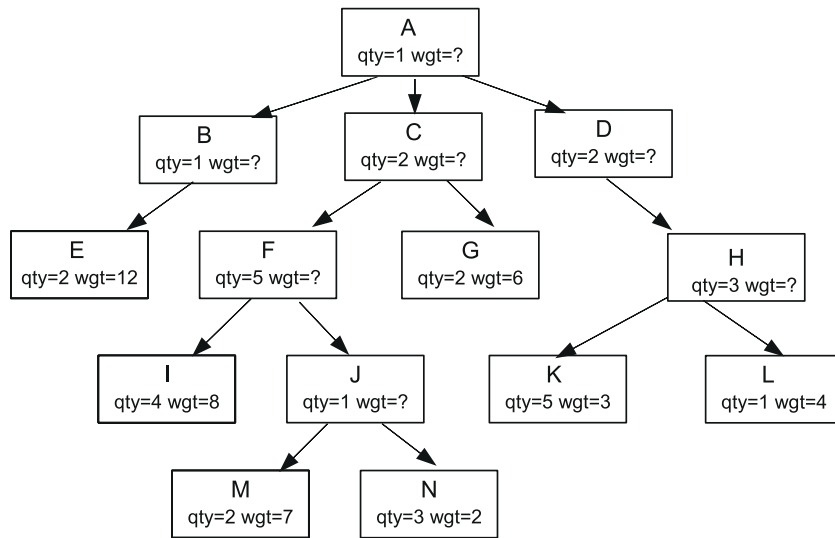 A
qty=1 wgt=?
B
qty=1 wgt=?
C
qty=2 wgt=?
D
qty=2 wgt=?
E
qty=2 wgt=12
F
qty=5 wgt=?
G
qty=2 wgt=6
H
qty=3 wgt=?
I
qty=4 wgt=8
J
qty=1 wgt=?
K
qty=5 wgt=3
L
qty=1 wgt=4
M
qty=2 wgt=7
N
qty=3 wgt=2